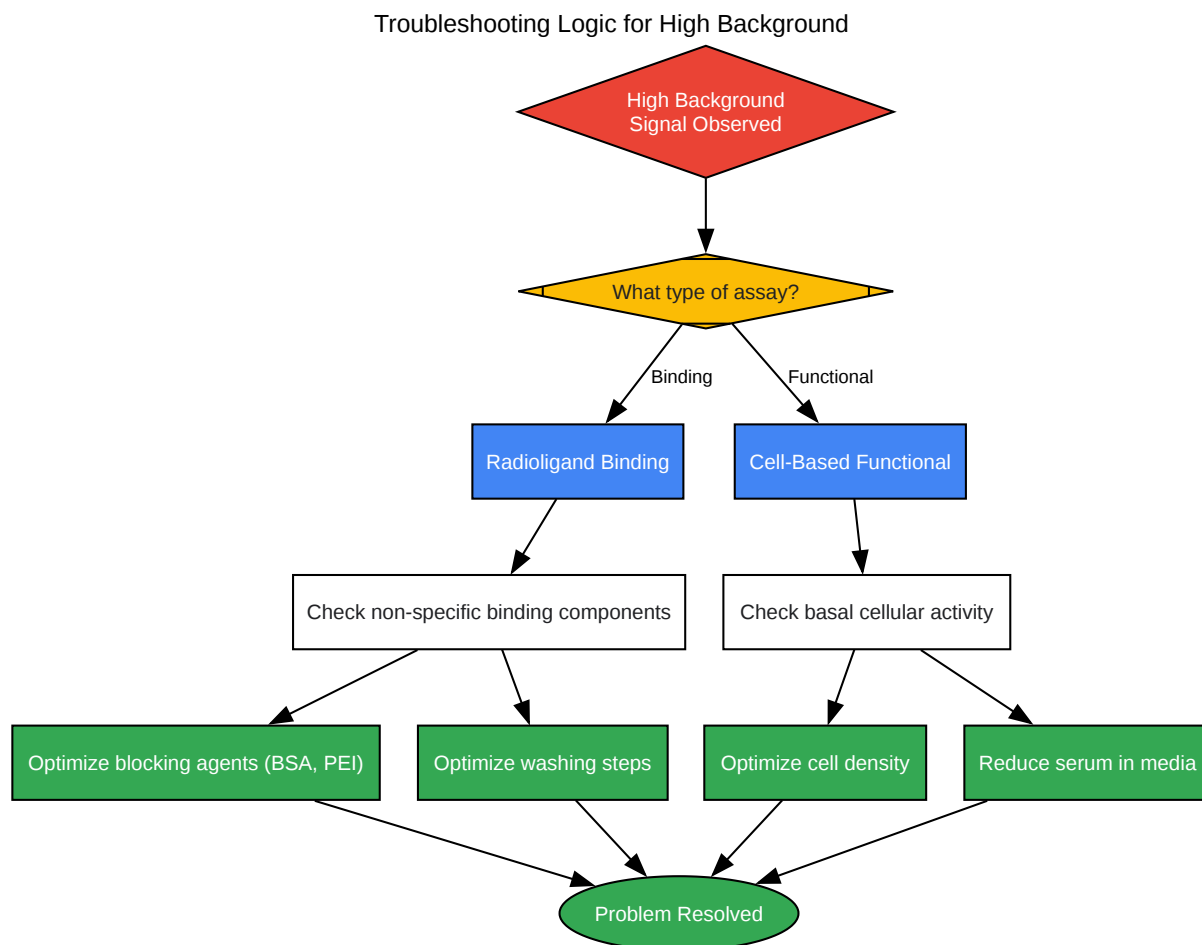 Troubleshooting Logic for High Background
High Background
Signal Observed
What type of assay?
Binding
Functional
Radioligand Binding
Cell-Based Functional
Check non-specific binding components
Check basal cellular activity
Optimize blocking agents (BSA, PEI)
Optimize washing steps
Optimize cell density
Reduce serum in media
Problem Resolved